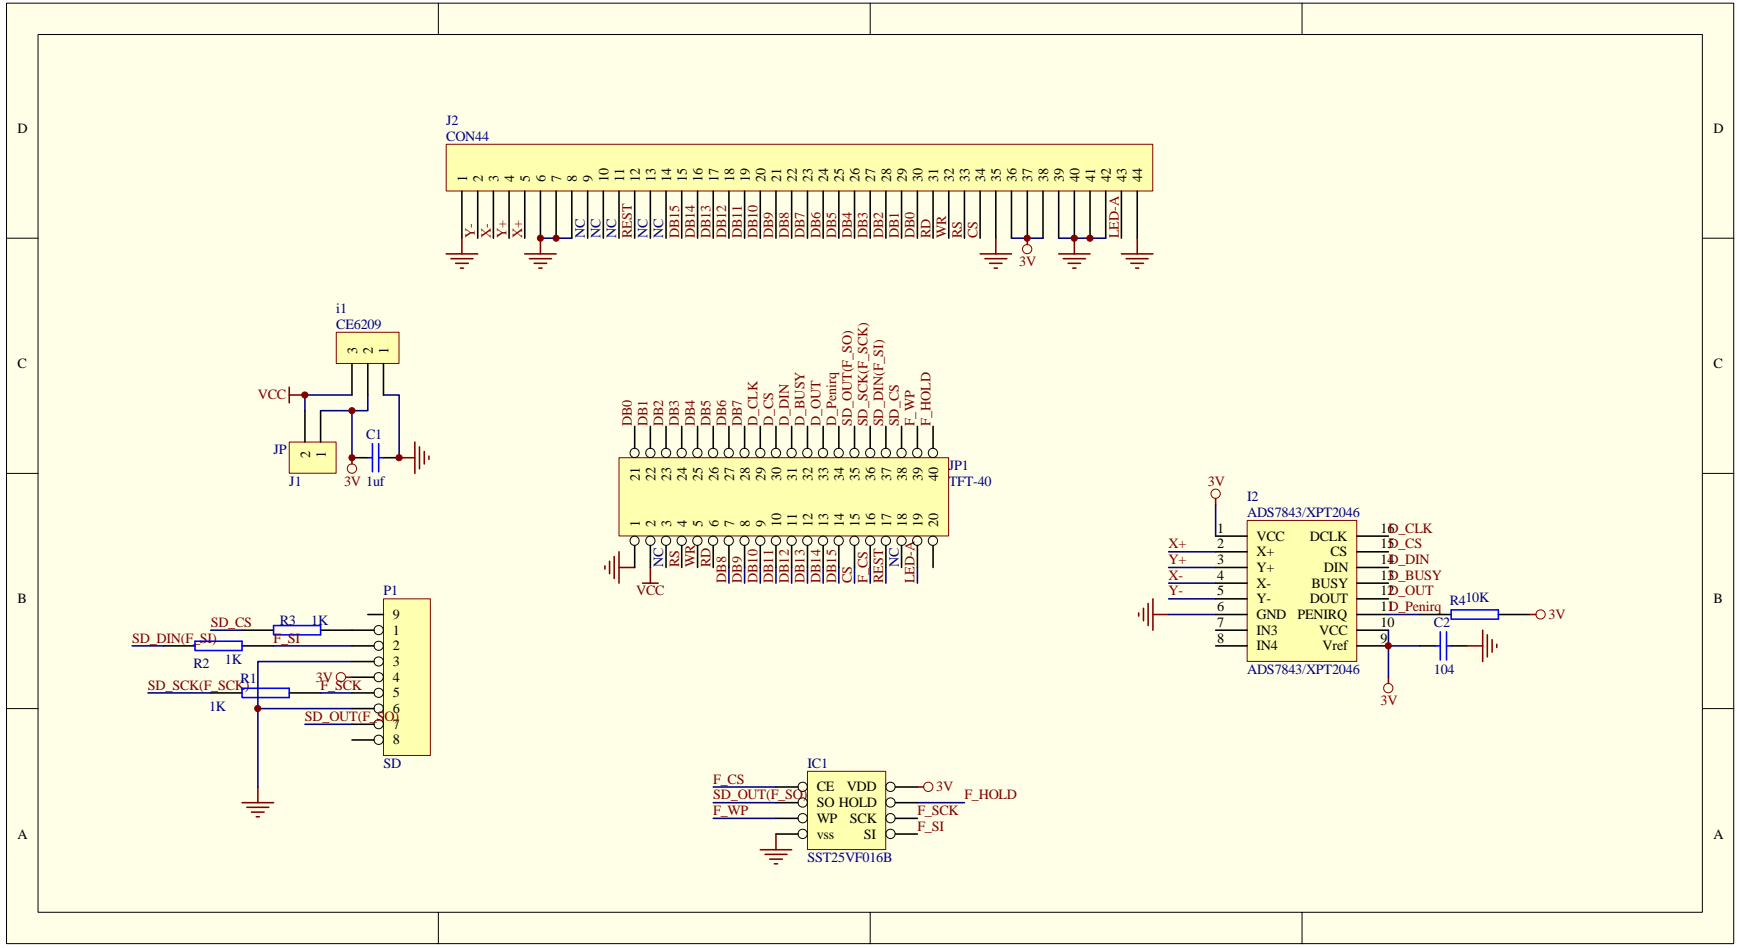 D
D
J2
CON44
1 2 3 4 5 6 7 8 9 10 11 12 13 14 15 16 17 18 19 20 21 22 23 24 25 26 27 28 29 30 31 32 33 34 35 36 37 38 39 40 41 42 43 44
Y- X- Y+ X+ NC NC NC REST NC NC DB15 DB14 DB13 DB12 DB11 DB10 DB9 DB8 DB7 DB6 DB5 DB4 DB3 DB2 DB1 DB0 RD WR RS CS LED-A
3V
i1
CE6209
3 2 1
VCC
C
C
JP
2 1
C1
J1
3V
1uf
DB0 DB1 DB2 DB3 DB4 DB5 DB6 DB7 D_CLK D_CS D_DIN D_BUSY D_OUT D_Penirq SD_OUT(F_SO) SD_SCK(F_SCK) SD_DIN(F_SI) SD_CS F_WP F_HOLD
JP1
TFT-40
21 22 23 24 25 26 27 28 29 30 31 32 33 34 35 36 37 38 39 40
1 2 3 4 5 6 7 8 9 10 11 12 13 14 15 16 17 18 19 20
VCC
NC RS WR RD DB8 DB9 DB10 DB11 DB12 DB13 DB14 DB15 CS F_CS REST NC LED-A
3V
I2
ADS7843/XPT2046
1 VCC DCLK 16 D_CLK
X+ 2 X+ CS 15 D_CS
Y+ 3 Y+ DIN 14 D_DIN
X- 4 X- BUSY 13 D_BUSY
Y- 5 Y- DOUT 12 D_OUT
6 GND PENIRQ 11 D_Penirq
R4 10K
3V
7 IN3 VCC 10
8 IN4 Vref 9
C2
104
ADS7843/XPT2046
3V
B
B
P1
9
SD_CS R3 1K 1
SD_DIN(F_SI) F_SI 2
R2 1K
3
3V 4
SD_SCK(F_SCK) R1 F_SCK 5
1K
6
SD_OUT(F_SO) 7
8
SD
IC1
F_CS CE VDD 3V
SD_OUT(F_SO) SO HOLD F_HOLD
F_WP WP SCK F_SCK
vss SI F_SI
SST25VF016B
A
A